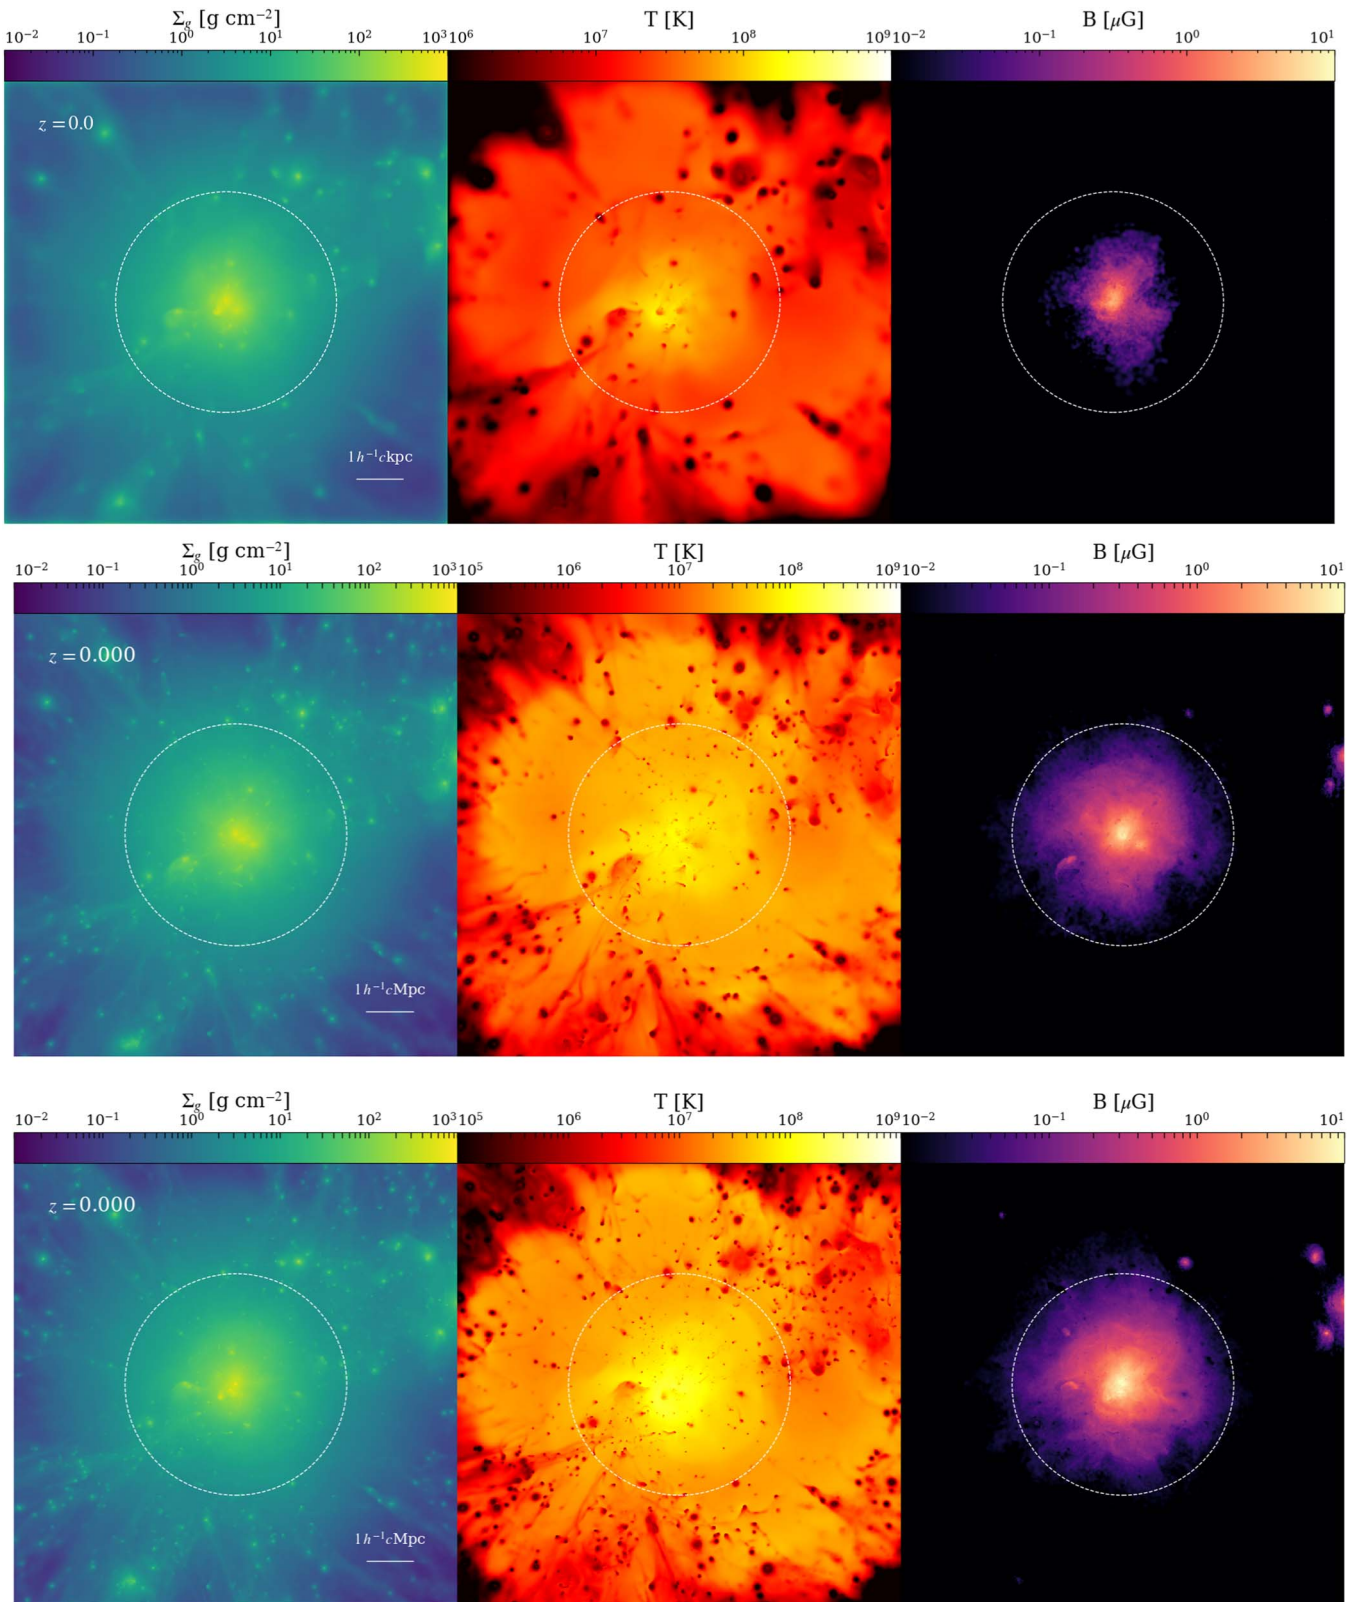 Σg [g cm⁻²] T [K] B [μG]
10⁻² 10⁻¹ 10⁰ 10¹ 10² 10³ 10⁶ 10⁷ 10⁸ 10⁹ 10⁻² 10⁻¹ 10⁰ 10¹
z = 0.0
1 h⁻¹ckpc
Σg [g cm⁻²] T [K] B [μG]
10⁻² 10⁻¹ 10⁰ 10¹ 10² 10³ 10⁵ 10⁶ 10⁷ 10⁸ 10⁹ 10⁻² 10⁻¹ 10⁰ 10¹
z = 0.000
1 h⁻¹cMpc
Σg [g cm⁻²] T [K] B [μG]
10⁻² 10⁻¹ 10⁰ 10¹ 10² 10³ 10⁵ 10⁶ 10⁷ 10⁸ 10⁹ 10⁻² 10⁻¹ 10⁰ 10¹
z = 0.000
1 h⁻¹cMpc